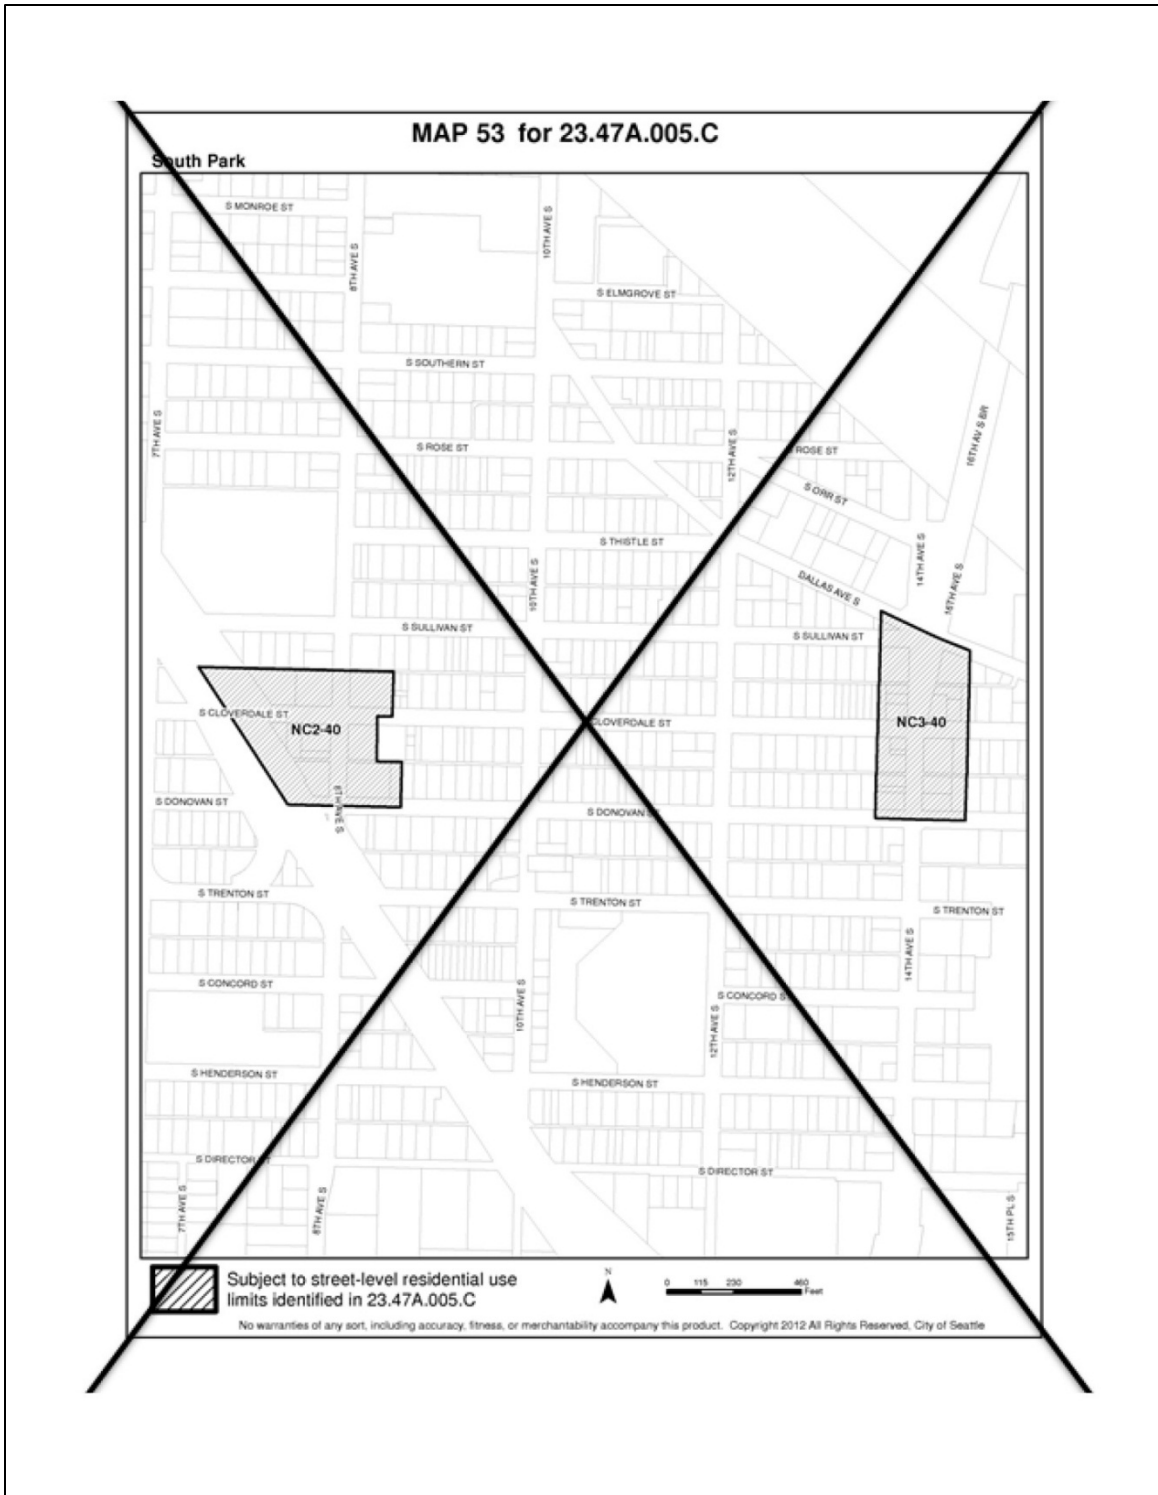 MAP 53 for 23.47A.005.C
South Park
S MONROE ST
8TH AVE S
10TH AVE S
S ELMGROVE ST
S SOUTHERN ST
7TH AVE S
S ROSE ST
12TH AVE S
ROSE ST
16TH AV S BR
S ORR ST
S THISTLE ST
14TH AVE S
10TH AVE S
DALLAS AVE S
16TH AVE S
S SULLIVAN ST
S SULLIVAN ST
S CLOVERDALE ST
NC2-40
CLOVERDALE ST
NC3-40
S DONOVAN ST
8TH AVE S
S DONOVAN ST
S TRENTON ST
S TRENTON ST
S TRENTON ST
14TH AVE S
S CONCORD ST
10TH AVE S
S CONCORD ST
12TH AVE S
S HENDERSON ST
S HENDERSON ST
S DIRECTOR ST
S DIRECTOR ST
7TH AVE S
8TH AVE S
15TH PL S
Subject to street-level residential use
limits identified in 23.47A.005.C
N
0 115 230 460
Feet
No warranties of any sort, including accuracy, fitness, or merchantability accompany this product. Copyright 2012 All Rights Reserved, City of Seattle